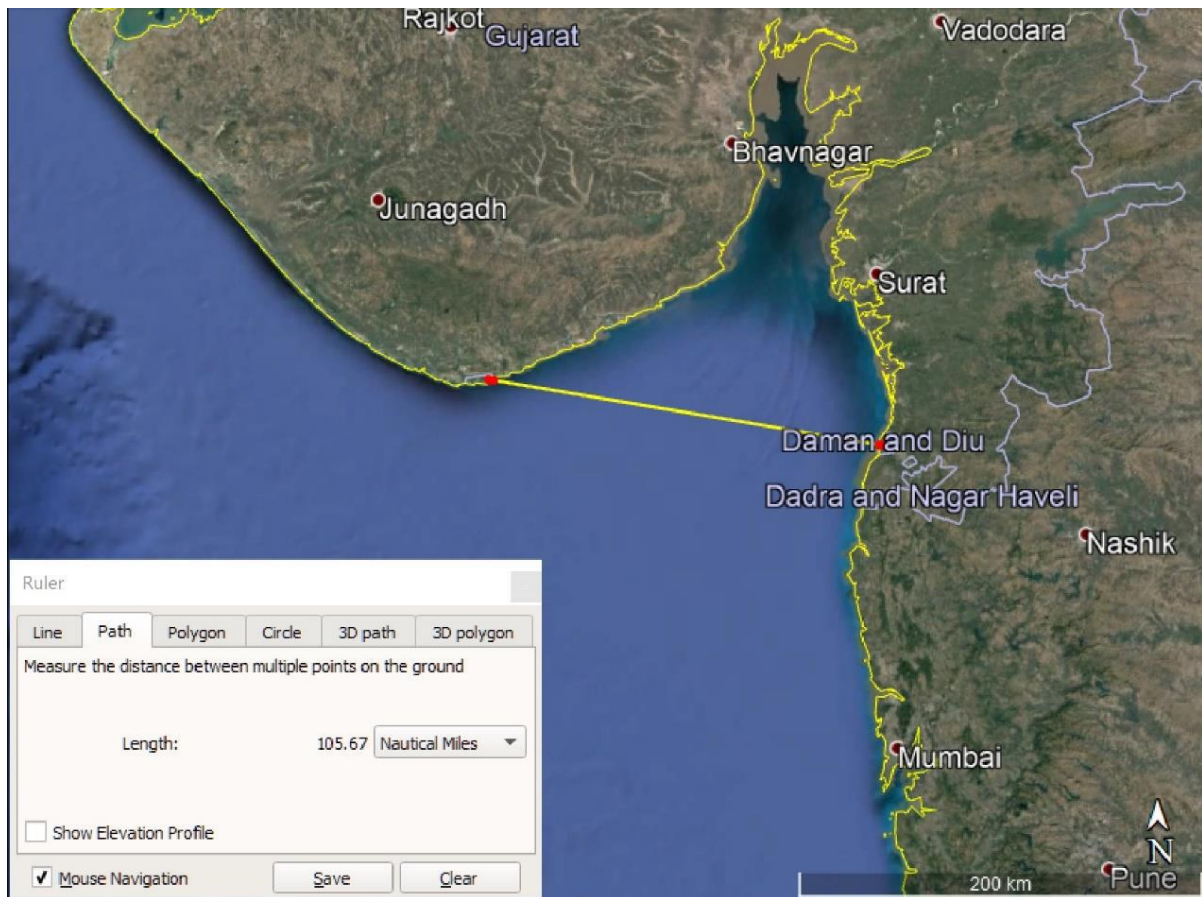 Rajkot
Gujarat
Vadodara
Bhavnagar
Junagadh
Surat
Daman and Diu
Dadra and Nagar Haveli
Nashik
Ruler
Line Path Polygon Circle 3D path 3D polygon
Measure the distance between multiple points on the ground
Length: 105.67 Nautical Miles
Mumbai
Show Elevation Profile
N
Mouse Navigation Save Clear
200 km
Pune